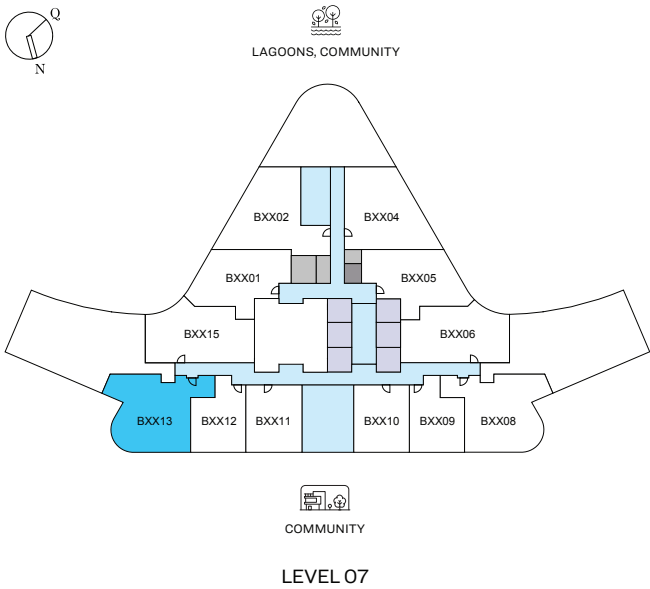 Q
N
LAGOONS, COMMUNITY
BXX02
BXX04
BXX01
BXX05
BXX15
BXX06
BXX13
BXX12
BXX11
BXX10
BXX09
BXX08
COMMUNITY
LEVEL 07